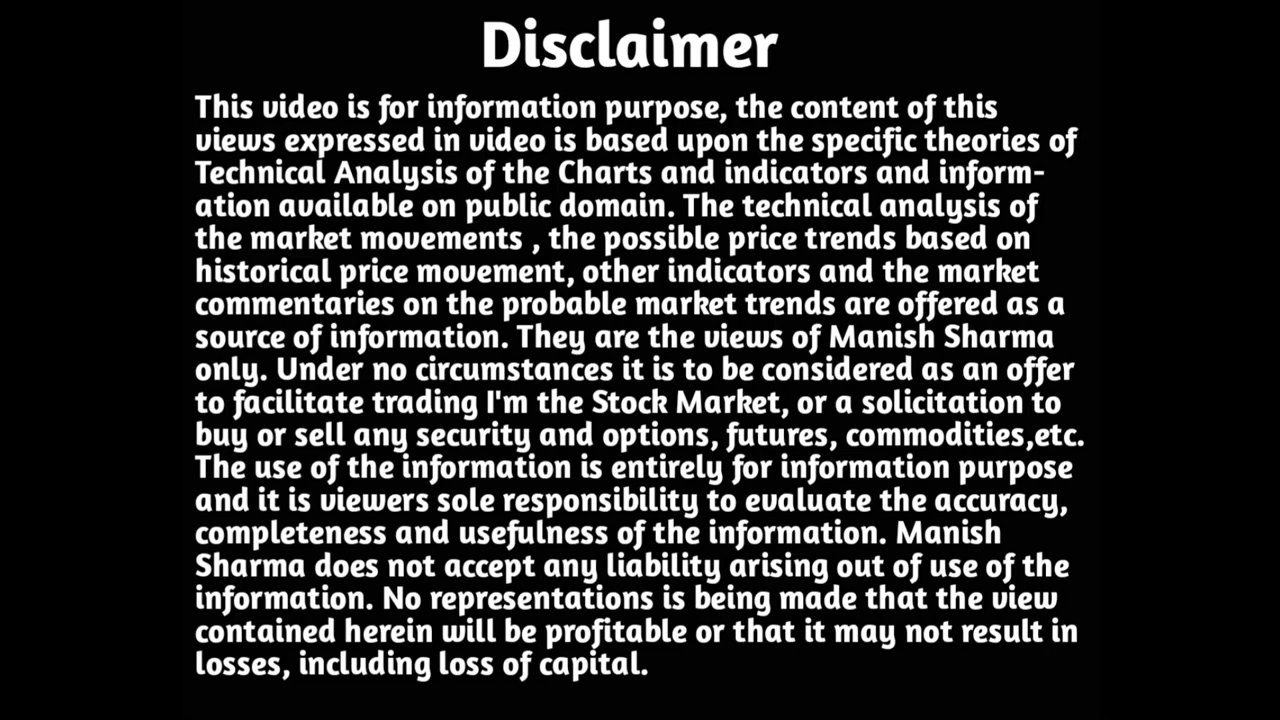 Disclaimer
This video is for information purpose, the content of this
views expressed in video is based upon the specific theories of
Technical Analysis of the Charts and indicators and inform-
ation available on public domain. The technical analysis of
the market movements , the possible price trends based on
historical price movement, other indicators and the market
commentaries on the probable market trends are offered as a
source of information. They are the views of Manish Sharma
only. Under no circumstances it is to be considered as an offer
to facilitate trading I'm the Stock Market, or a solicitation to
buy or sell any security and options, futures, commodities,etc.
The use of the information is entirely for information purpose
and it is viewers sole responsibility to evaluate the accuracy,
completeness and usefulness of the information. Manish
Sharma does not accept any liability arising out of use of the
information. No representations is being made that the view
contained herein will be profitable or that it may not result in
losses, including loss of capital.